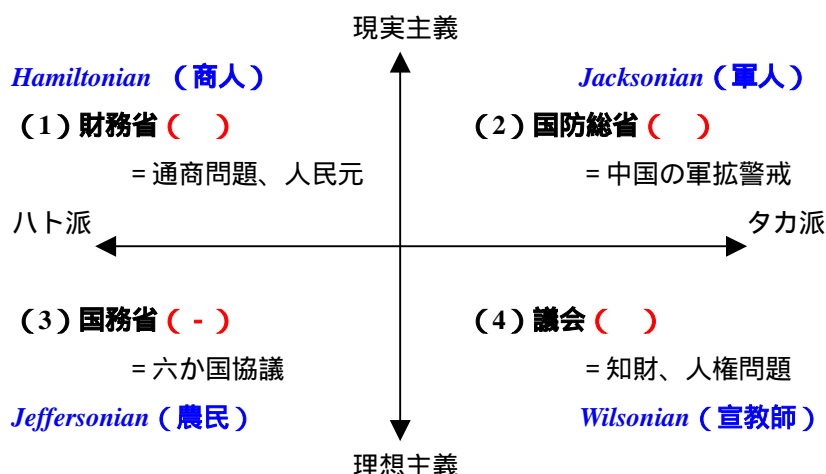 現実主義
Hamiltonian （商人） Jacksonian（軍人）
（1）財務省（　） （2）国防総省（　）
= 通商問題、人民元 = 中国の軍拡警戒
ハト派 タカ派
（3）国務省（ - ） （4）議会（　）
= 六か国協議 = 知財、人権問題
Jeffersonian（農民） Wilsonian（宣教師）
理想主義